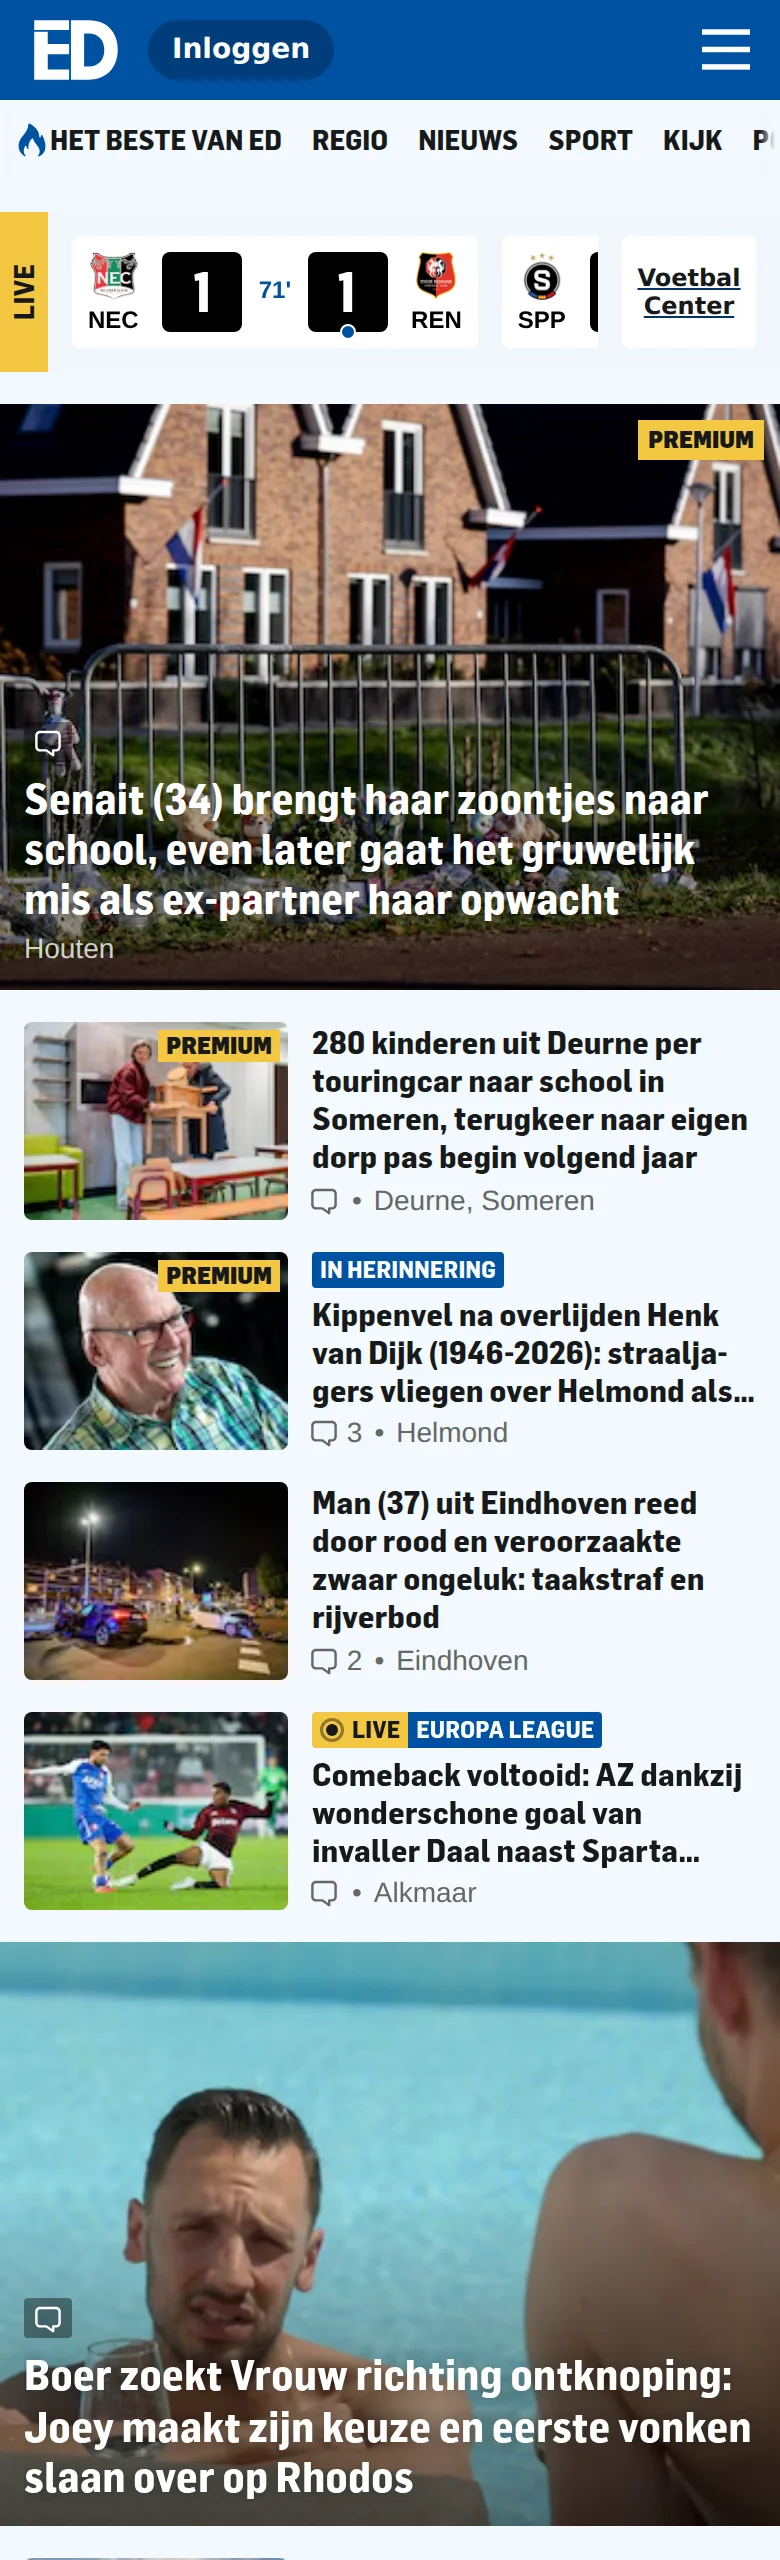 ED
Inloggen
HET BESTE VAN ED
REGIO
NIEUWS
SPORT
KIJK
LIVE
NEC
NEC
1
71'
1
REN
S
SPP
Voetbal
Center
PREMIUM
Senait (34) brengt haar zoontjes naar
school, even later gaat het gruwelijk
mis als ex-partner haar opwacht
Houten
PREMIUM
280 kinderen uit Deurne per
touringcar naar school in
Someren, terugkeer naar eigen
dorp pas begin volgend jaar
• Deurne, Someren
PREMIUM
IN HERINNERING
Kippenvel na overlijden Henk
van Dijk (1946-2026): straalja-
gers vliegen over Helmond als...
3 • Helmond
Man (37) uit Eindhoven reed
door rood en veroorzaakte
zwaar ongeluk: taakstraf en
rijverbod
2 • Eindhoven
LIVE EUROPA LEAGUE
Comeback voltooid: AZ dankzij
wonderschone goal van
invaller Daal naast Sparta...
• Alkmaar
Boer zoekt Vrouw richting ontknoping:
Joey maakt zijn keuze en eerste vonken
slaan over op Rhodos